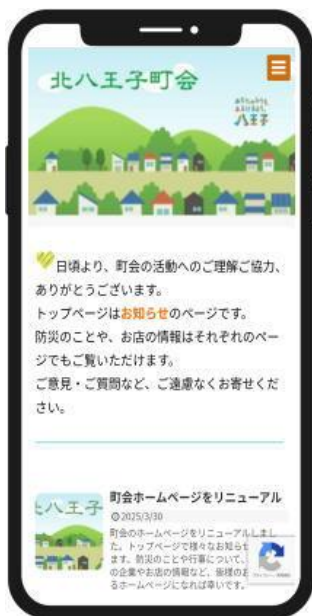 北八王子町会
八王子
日頃より、町会の活動へのご理解ご協力、
ありがとうございます。
トップページはお知らせのページです。
防災のことや、お店の情報はそれぞれのペー
ジでもご覧いただけます。
ご意見・ご質問など、ご遠慮なくお寄せくだ
さい。
町会ホームページをリニューアル
2025/3/30
町会のホームページをリニューアルしまし
た。トップページで様々なお知らせ
ます。防災のことや行事について、
の企業やお店の情報など、皆様のお
るホームページになれば幸いです。
北八王子